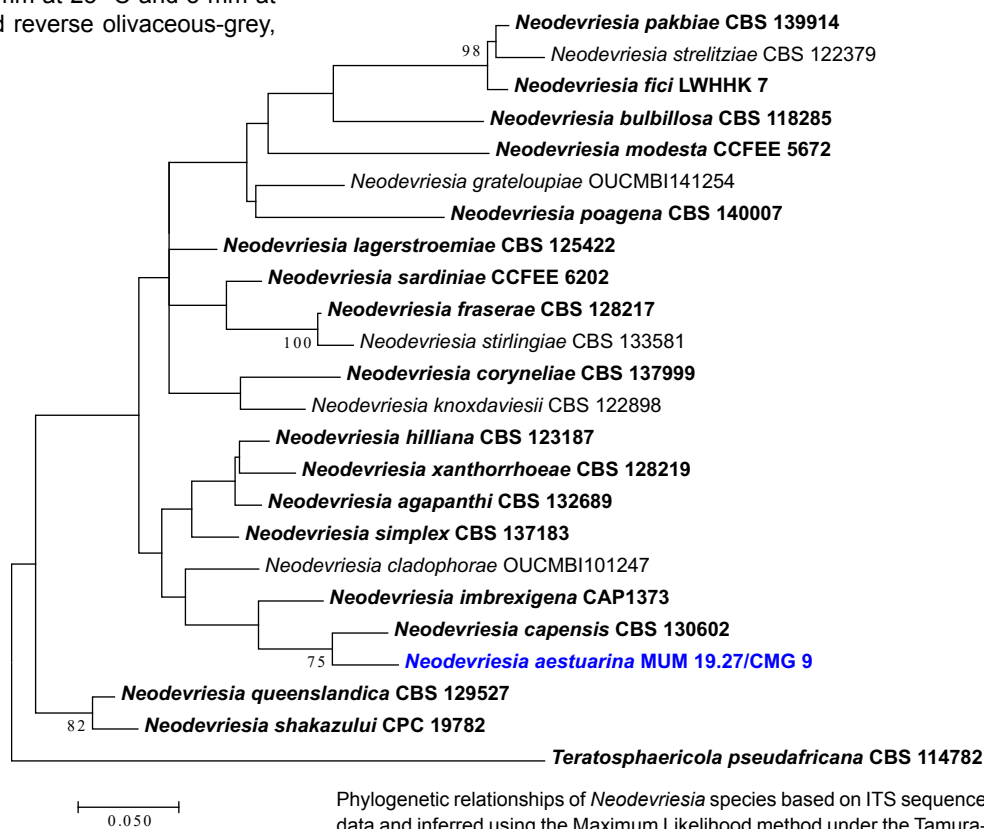 mm at 25 °C and
d reverse olivaceous-grey,
Neodevriesia pakbiae CBS 139914
98
Neodevriesia strelitziae CBS 122379
Neodevriesia fici LWHHK 7
Neodevriesia bulbillosa CBS 118285
Neodevriesia modesta CCFEE 5672
Neodevriesia grateloupiae OUCMBI141254
Neodevriesia poagena CBS 140007
Neodevriesia lagerstroemiae CBS 125422
Neodevriesia sardiniae CCFEE 6202
Neodevriesia fraserae CBS 128217
100
Neodevriesia stirlingiae CBS 133581
Neodevriesia coryneliae CBS 137999
Neodevriesia knoxdaviesii CBS 122898
Neodevriesia hilliana CBS 123187
Neodevriesia xanthorrhoeae CBS 128219
Neodevriesia agapanthi CBS 132689
Neodevriesia simplex CBS 137183
Neodevriesia cladophorae OUCMBI101247
Neodevriesia imbrexigena CAP1373
Neodevriesia capensis CBS 130602
75
Neodevriesia aestuarina MUM 19.27/CMG 9
Neodevriesia queenslandica CBS 129527
82
Neodevriesia shakazului CPC 19782
Teratosphaericola pseudafricana CBS 114782
0.050
Phylogenetic relationships of Neodevriesia species based on ITS sequence
data and inferred using the Maximum Likelihood method under the Tamura-